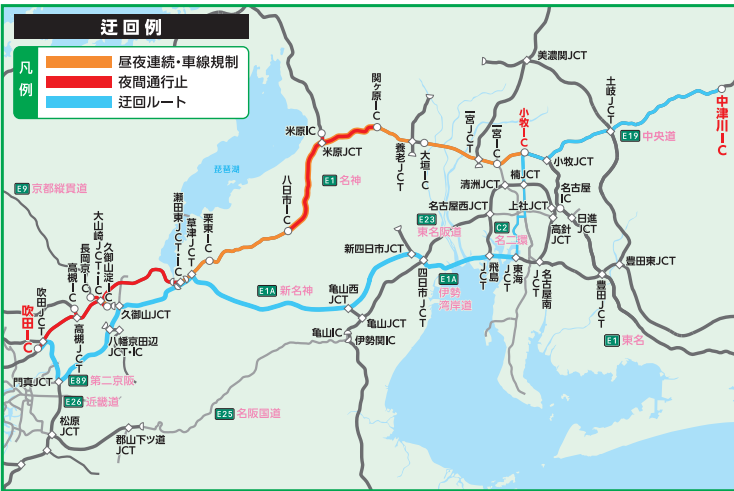 迂回例
凡例
昼夜連続・車線規制
夜間通行止
迂回ルート
美濃関JCT
土岐JCT
中津川IC
E19 中央道
関ヶ原IC
米原IC
米原JCT
養老JCT
大垣IC
一宮JCT
一宮IC
小牧IC
小牧JCT
清洲JCT
楠JCT
名古屋IC
上社JCT
名古屋西JCT
日進JCT
高針JCT
琵琶湖
八日市IC
E1 名神
E9 京都縦貫道
瀬田東JCT・IC
草津JCT
栗東IC
大山崎JCT・IC
長岡京IC
高槻IC
久御山淀IC
久御山JCT
吹田JCT
吹田IC
高槻JCT
八幡京田辺JCT・IC
門真JCT
E89 第二京阪
E26 近畿道
松原JCT
郡山下ツ道JCT
E25 名阪国道
E1A 新名神
亀山西JCT
亀山JCT
亀山IC
伊勢関IC
新四日市JCT
四日市JCT
E23 東名阪道
C2 名二環
E1A 伊勢湾岸道
飛島JCT
東海JCT
名古屋南JCT
豊田東JCT
豊田JCT
E1 東名